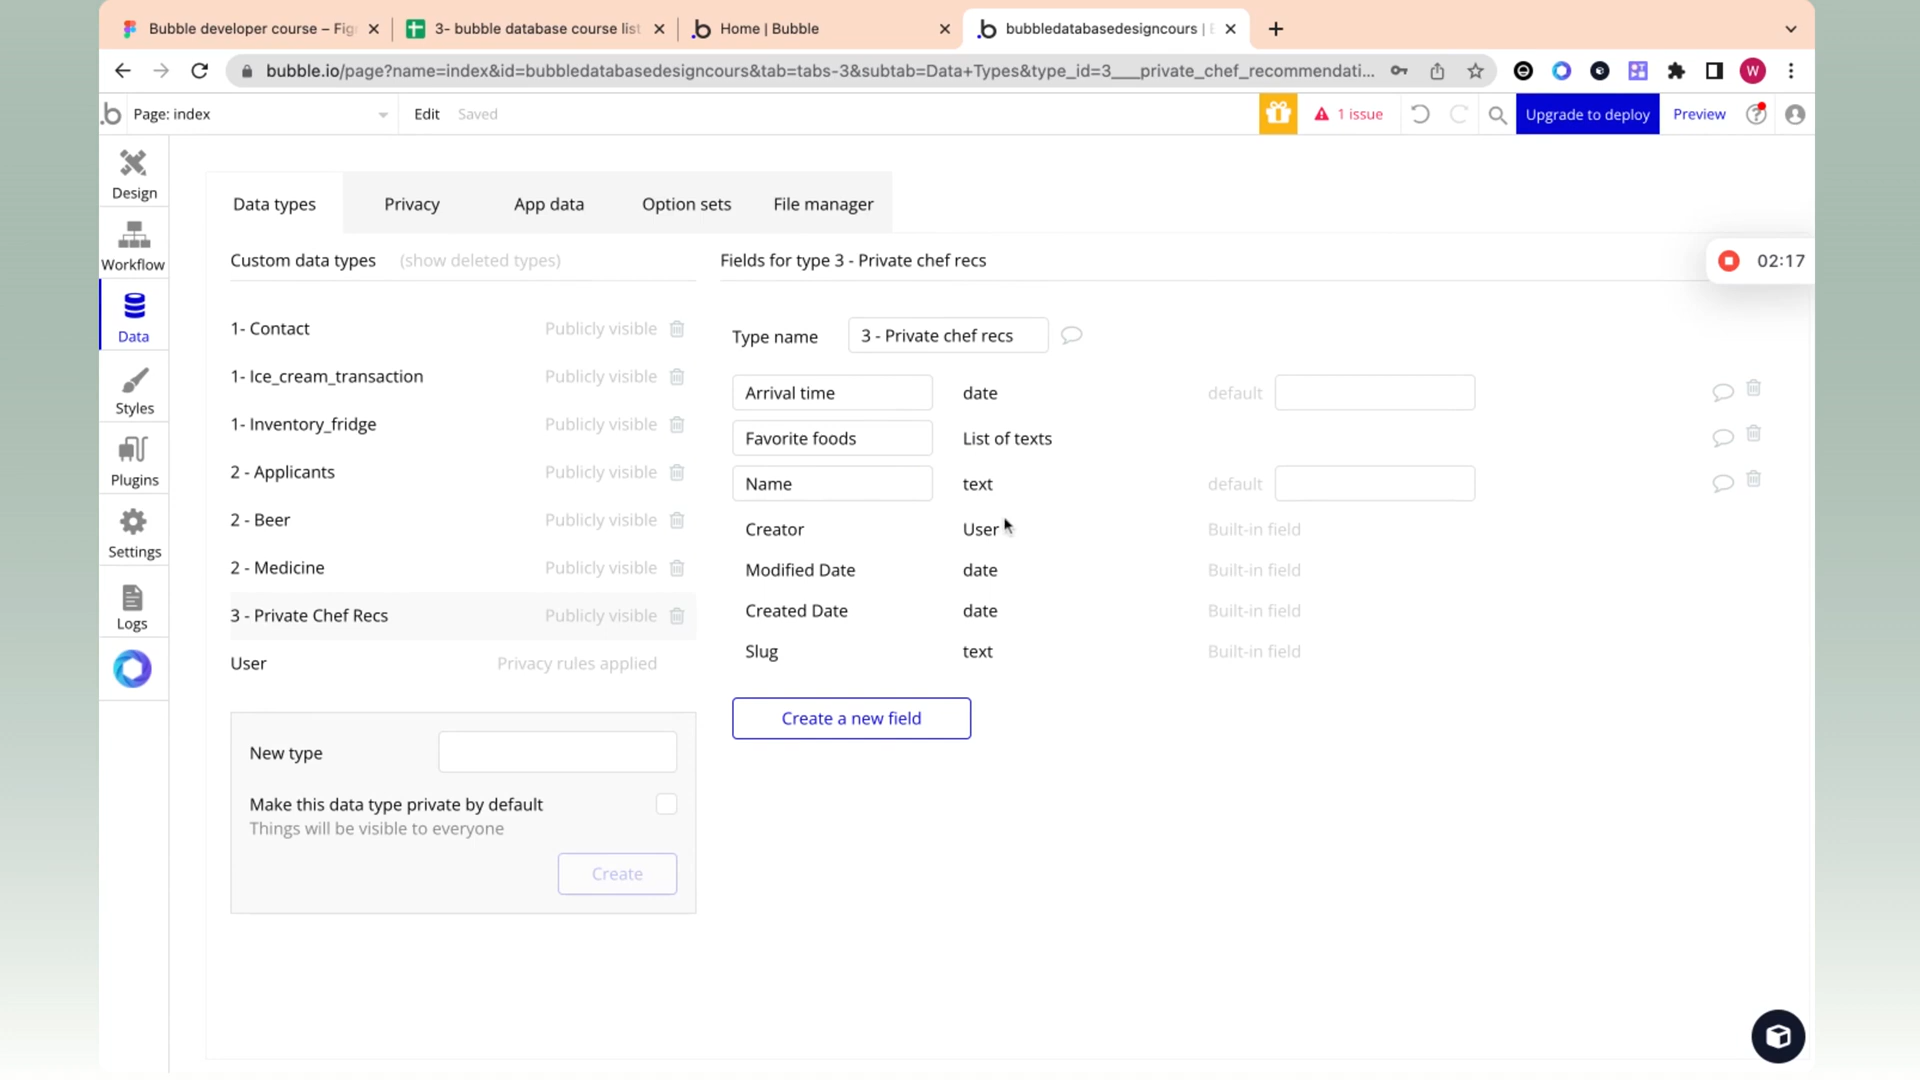 Bubble developer course – Fig
3- bubble database course list
Home | Bubble
bubbledatabasedesigncours |
bubble.io/page?name=index&id=bubbledatabasedesigncours&tab=tabs-3&subtab=Data+Types&type_id=3___private_chef_recommendati...
W
Page: index
Edit
Saved
1 issue
Upgrade to deploy
Preview
Design
Workflow
Data
Styles
Plugins
Settings
Logs
Data types
Privacy
App data
Option sets
File manager
Custom data types
(show deleted types)
1- Contact Publicly visible
1- Ice_cream_transaction Publicly visible
1- Inventory_fridge Publicly visible
2 - Applicants Publicly visible
2 - Beer Publicly visible
2 - Medicine Publicly visible
3 - Private Chef Recs Publicly visible
User Privacy rules applied
New type
Make this data type private by default
Things will be visible to everyone
Create
Fields for type 3 - Private chef recs
02:17
Type name 3 - Private chef recs
Arrival time date default
Favorite foods List of texts
Name text default
Creator User Built-in field
Modified Date date Built-in field
Created Date date Built-in field
Slug text Built-in field
Create a new field